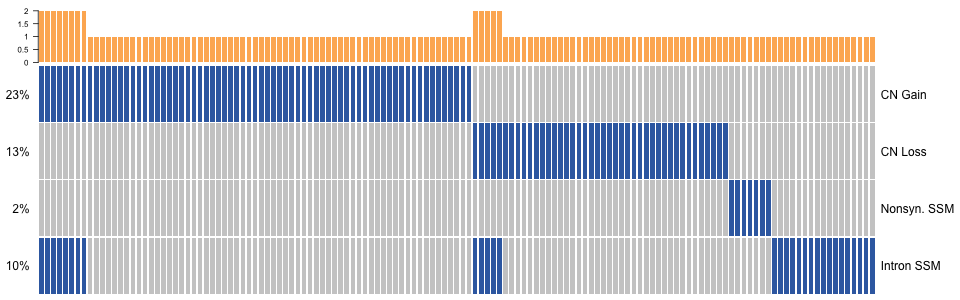 2
1.5
1
0.5
0
23% CN Gain
13% CN Loss
2% Nonsyn. SSM
10% Intron SSM